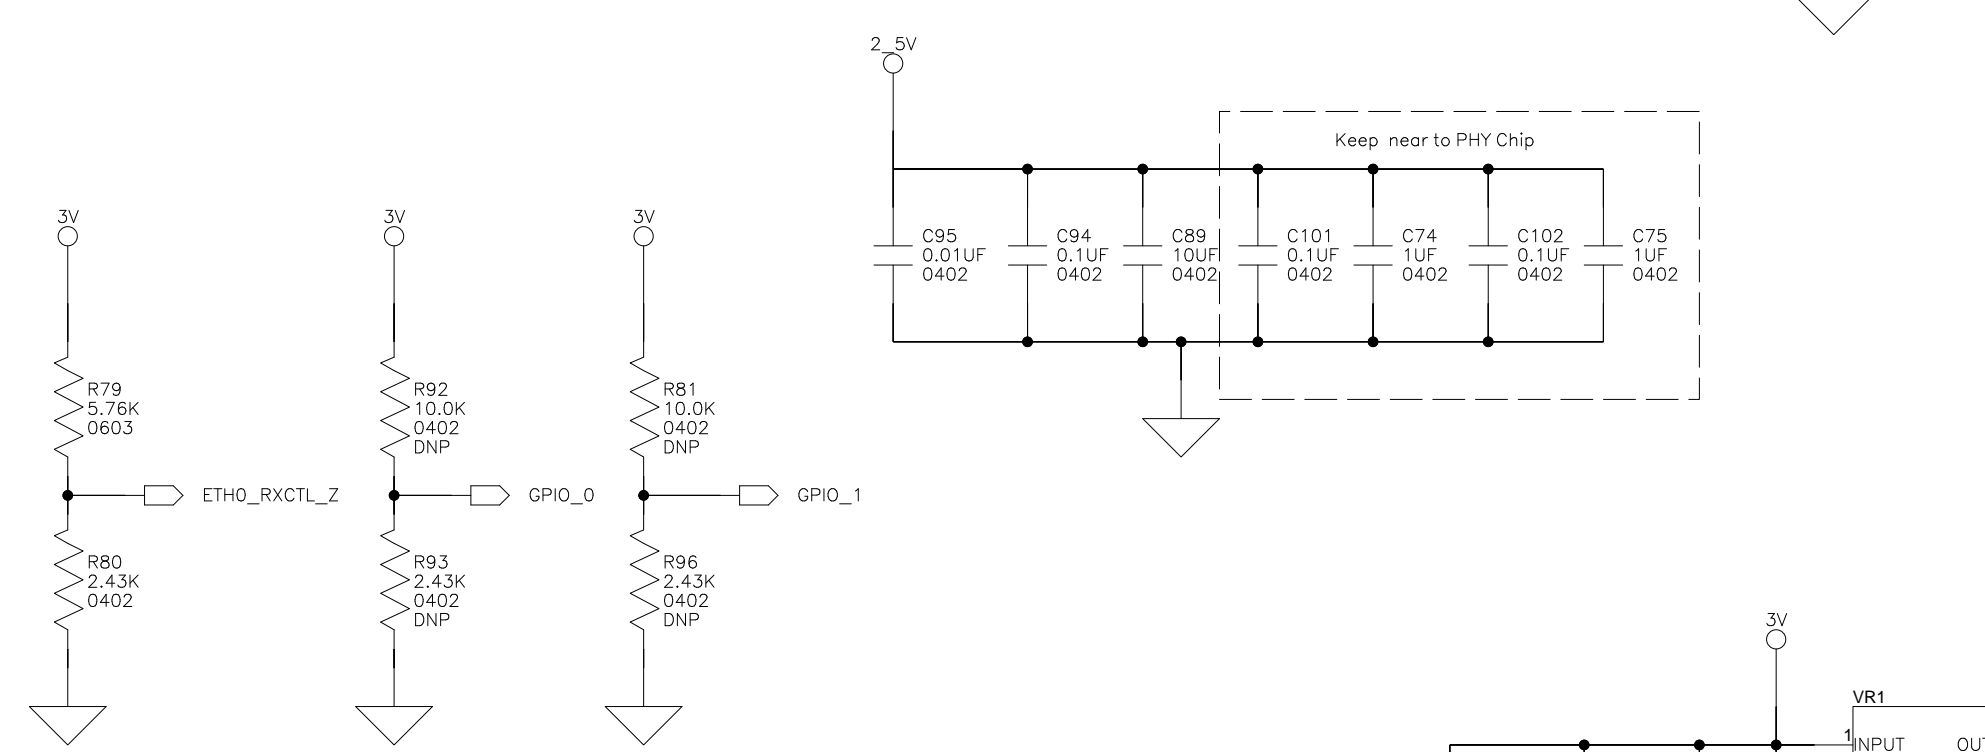 2_5V
Keep near to PHY Chip
3V
3V
3V
C95
0.01UF
0402
C94
0.1UF
0402
C89
10UF
0402
C101
0.1UF
0402
C74
1UF
0402
C102
0.1UF
0402
C75
1UF
0402
R79
5.76K
0603
R92
10.0K
0402
DNP
R81
10.0K
0402
DNP
ETH0_RXCTL_Z
GPIO_0
GPIO_1
R80
2.43K
0402
R93
2.43K
0402
DNP
R96
2.43K
0402
DNP
3V
VR1
1
INPUT
OUT